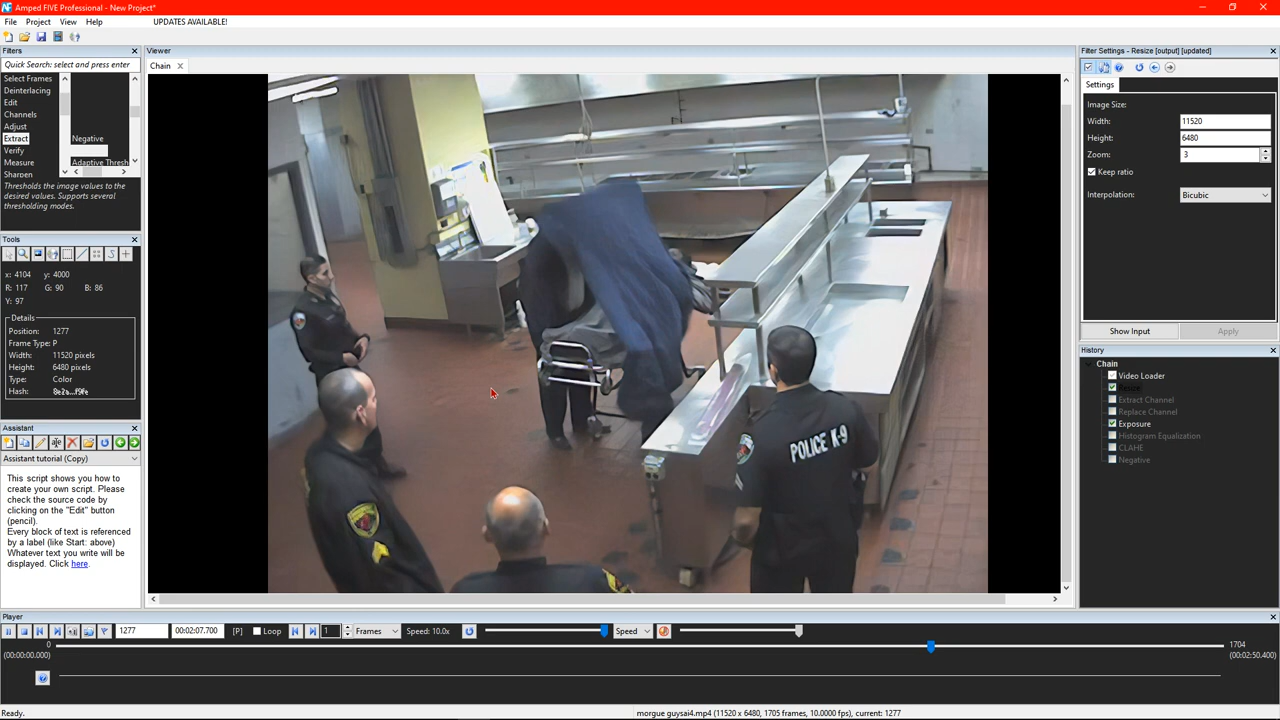 Amped FIVE Professional - New Project*
File Project View Help UPDATES AVAILABLE!
Filters
Quick Search: select and press enter
Select Frames
Deinterlacing
Edit
Channels
Adjust
Extract
Verify
Measure
Sharpen
Negative
Adaptive Thresh
Thresholds the image values to the
desired values. Supports several
thresholding modes.
Tools
x: 4104 y: 4000
R: 117 G: 90 B: 86
Y: 97
Details
Position: 1277
Frame Type: P
Width: 11520 pixels
Height: 6480 pixels
Type: Color
Hash: 8e2a...f9fe
Assistant
Assistant tutorial (Copy)
This script shows you how to
create your own script. Please
check the source code by
clicking on the "Edit" button
(pencil).
Every block of text is referenced
by a label (like Start: above)
Whatever text you write will be
displayed. Click here.
Viewer
Chain
POLICE K-9
Filter Settings - Resize [output] [updated]
Settings
Image Size:
Width: 11520
Height: 6480
Zoom: 3
Keep ratio
Interpolation: Bicubic
Show Input Apply
History
Chain
Video Loader
Resize
Extract Channel
Replace Channel
Exposure
Histogram Equalization
CLAHE
Negative
Player
1277 00:02:07.700 [P] Loop 1 Frames Speed: 10.0x Speed
0 1704
(00:00:00.000) (00:02:50.400)
Ready. morgue guysai4.mp4 (11520 x 6480, 1705 frames, 10.0000 fps), current: 1277